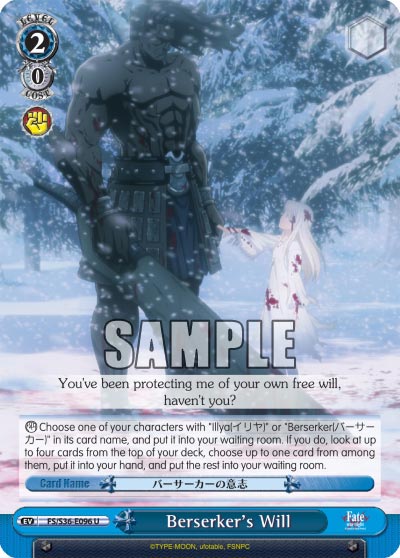 LEVEL
2
0
COST
SAMPLE
You've been protecting me of your own free will,
haven't you?
Choose one of your characters with "Illya(イリヤ)" or "Berserker(バーサー
カー)" in its card name, and put it into your waiting room. If you do, look at up
to four cards from the top of your deck, choose up to one card from among
them, put it into your hand, and put the rest into your waiting room.
Card Name バーサーカーの意志
EV FS/S36-E096 U Berserker's Will Fate
©TYPE-MOON, ufotable, FSNPC